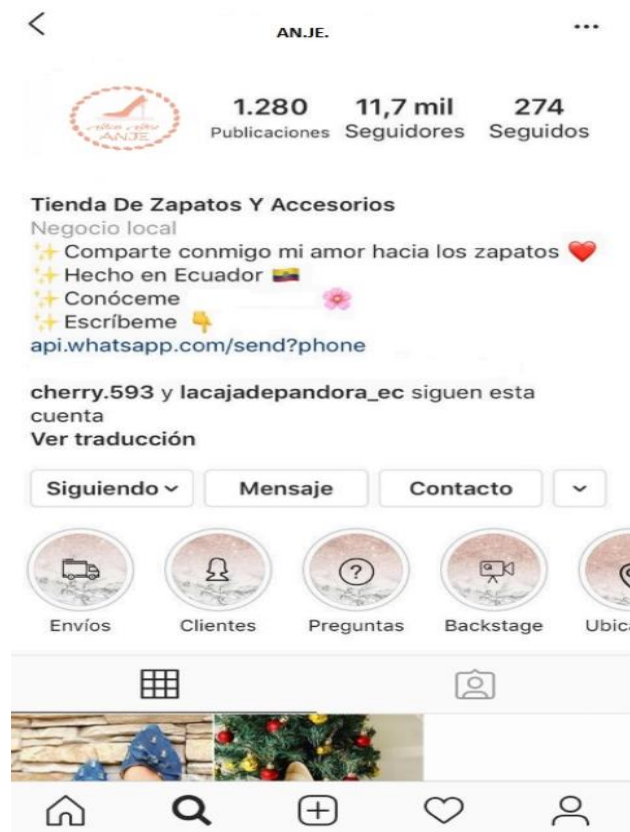 AN.JE.
ANJE
1.280 11,7 mil 274
Publicaciones Seguidores Seguidos
Tienda De Zapatos Y Accesorios
Negocio local
✨ Comparte conmigo mi amor hacia los zapatos ❤️
✨ Hecho en Ecuador 🇪🇨
✨ Conóceme 🌸
✨ Escríbeme 👇
api.whatsapp.com/send?phone
cherry.593 y lacajadepandora_ec siguen esta
cuenta
Ver traducción
Siguiendo Mensaje Contacto
Envíos Clientes Preguntas Backstage Ubic